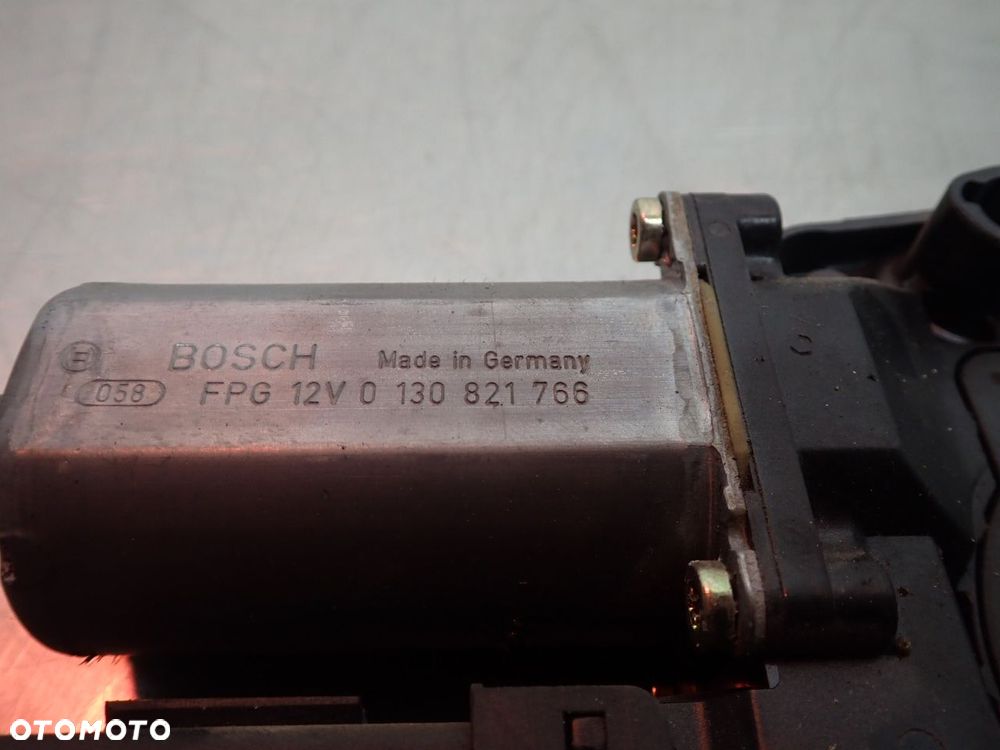 BOSCH Made in Germany
058 FPG 12V 0 130 821 766
OTOMOTO